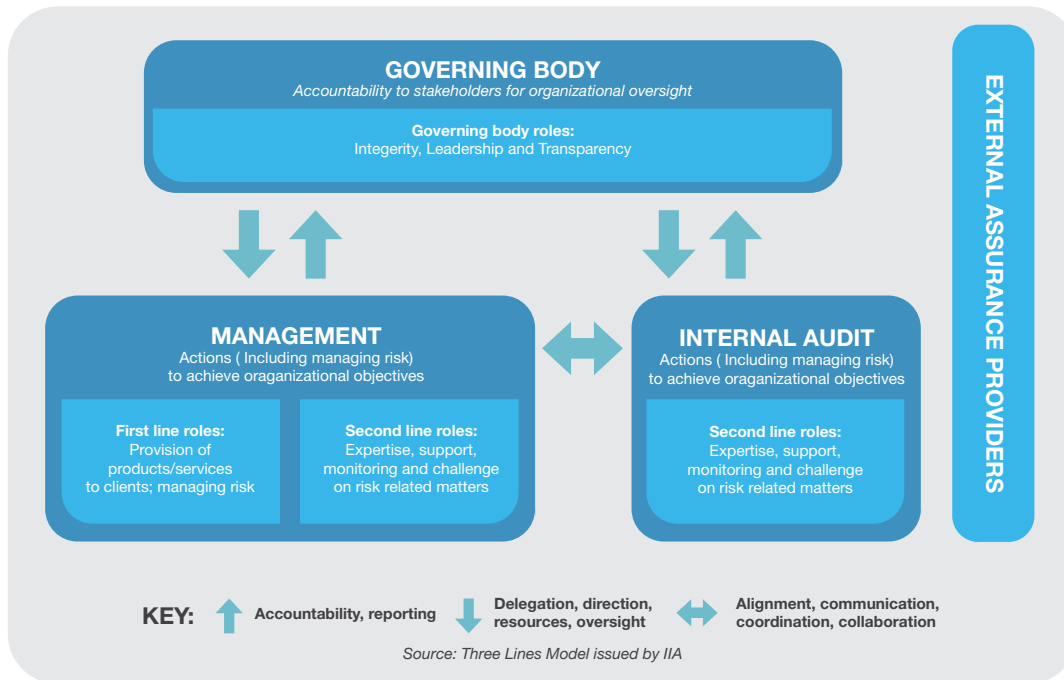 GOVERNING BODY
Accountability to stakeholders for organizational oversight
Governing body roles:
Integerity, Leadership and Transparency
EXTERNAL ASSURANCE PROVIDERS
MANAGEMENT
Actions ( Including managing risk)
to achieve oraganizational objectives
First line roles:
Provision of
products/services
to clients; managing risk
Second line roles:
Expertise, support,
monitoring and challenge
on risk related matters
INTERNAL AUDIT
Actions ( Including managing risk)
to achieve oraganizational objectives
Second line roles:
Expertise, support,
monitoring and challenge
on risk related matters
KEY:
Accountability, reporting
Delegation, direction,
resources, oversight
Alignment, communication,
coordination, collaboration
Source: Three Lines Model issued by IIA